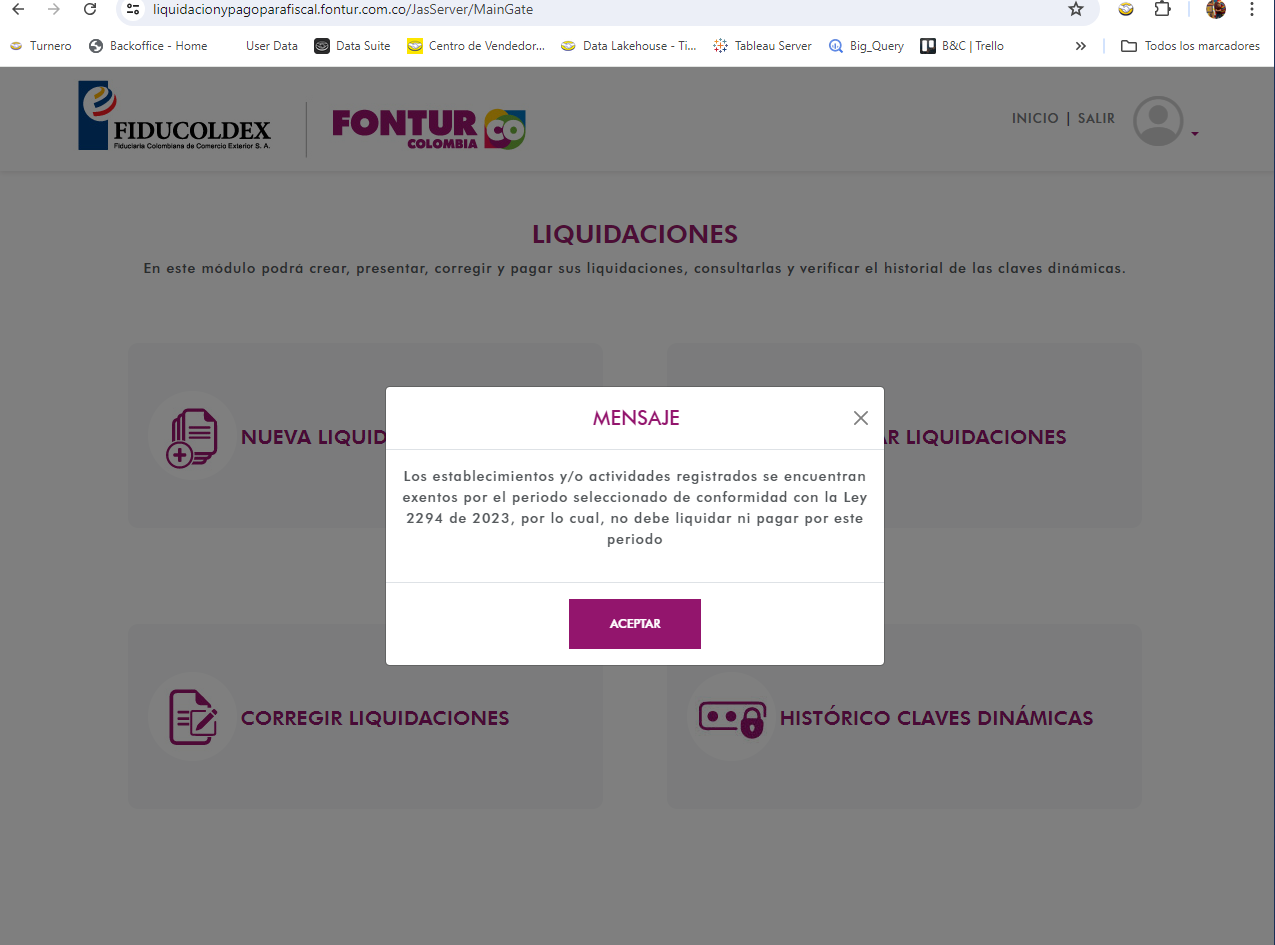 liquidacionypagoparafiscal.fontur.com.co/JasServer/MainGate
Turnero
Backoffice - Home
User Data
Data Suite
Centro de Vendedor...
Data Lakehouse - Ti...
Tableau Server
Big_Query
B&C | Trello
»
Todos los marcadores
FIDUCOLDEX
Fiduciaria Colombiana de Comercio Exterior S. A.
FONTUR
COLOMBIA
CO
INICIO | SALIR
LIQUIDACIONES
En este módulo podrá crear, presentar, corregir y pagar sus liquidaciones, consultarlas y verificar el historial de las claves dinámicas.
NUEVA LIQUID
R LIQUIDACIONES
MENSAJE
Los establecimientos y/o actividades registrados se encuentran
exentos por el periodo seleccionado de conformidad con la Ley
2294 de 2023, por lo cual, no debe liquidar ni pagar por este
periodo
ACEPTAR
CORREGIR LIQUIDACIONES
HISTÓRICO CLAVES DINÁMICAS